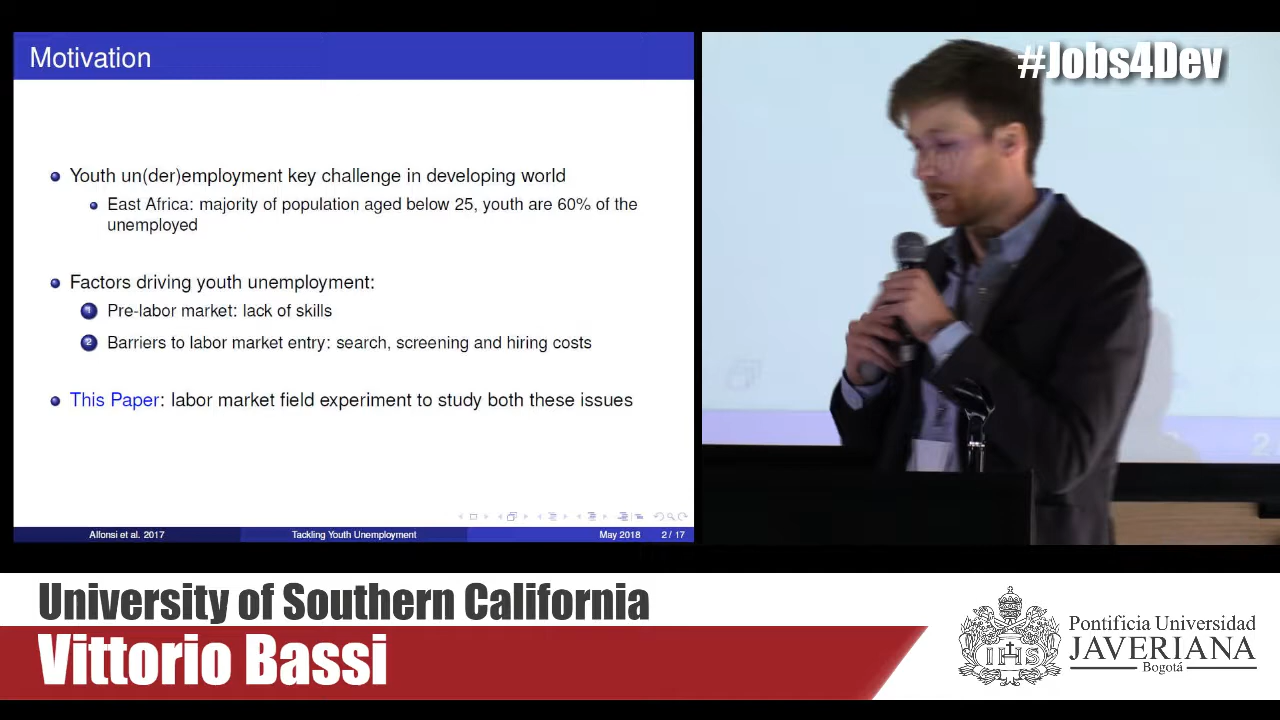 Motivation
#Jobs4Dev
Youth un(der)employment key challenge in developing world
East Africa: majority of population aged below 25, youth are 60% of the
unemployed
Factors driving youth unemployment:
1 Pre-labor market: lack of skills
2 Barriers to labor market entry: search, screening and hiring costs
This Paper: labor market field experiment to study both these issues
Alfonsi et al. 2017 Tackling Youth Unemployment May 2018 2 / 17
2
University of Southern California
Vittorio Bassi
IHS
Pontificia Universidad
JAVERIANA
Bogotá